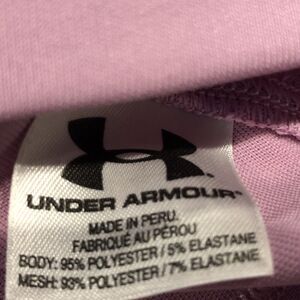 UNDER ARMOUR
MADE IN PERU.
FABRIQUÉ AU PÉROU
BODY: 95% POLYESTER / 5% ELASTANE
MESH: 93% POLYESTER / 7% ELASTANE